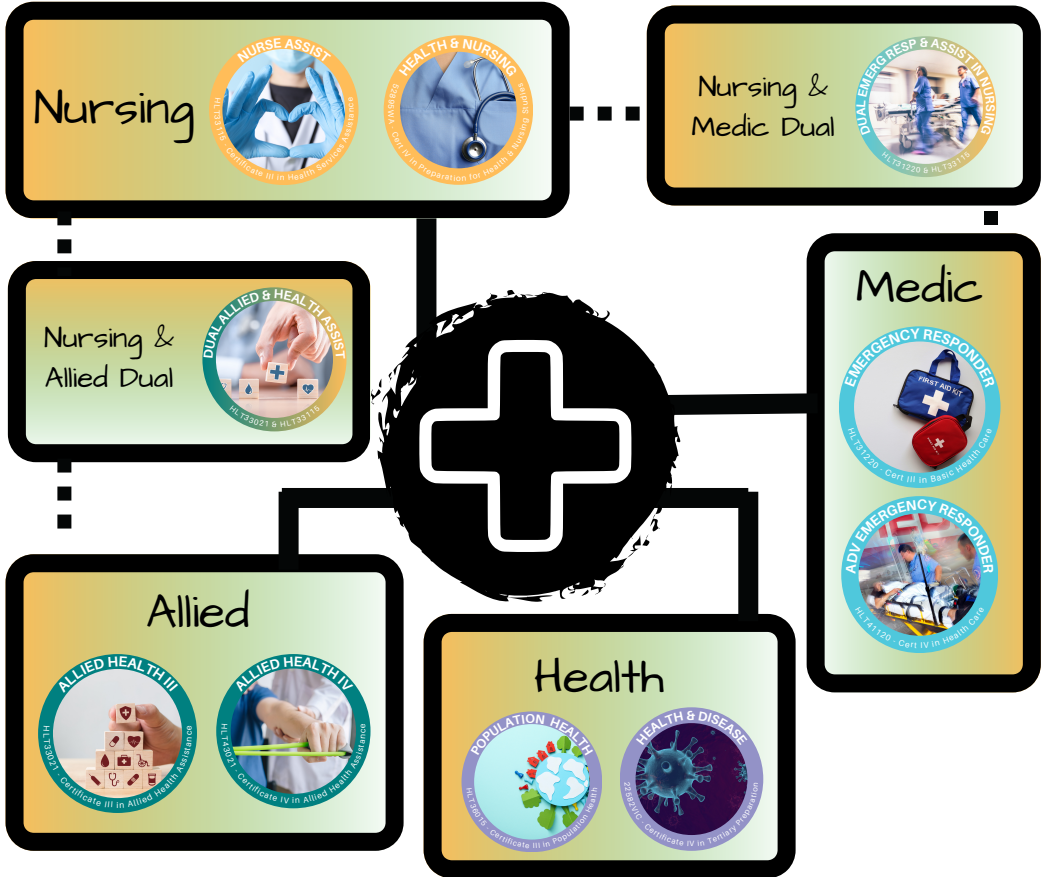 Nursing
NURSE ASSIST
HLT33115 - Certificate III in Health Services Assistance
HEALTH & NURSING
52895WA - Cert IV in Preparation for Health & Nursing Studies
Nursing &
Medic Dual
DUAL EMERG RESP & ASSIST IN NURSING
HLT31220 & HLT33115
Nursing &
Allied Dual
DUAL ALLIED & HEALTH ASSIST
HLT33021 & HLT33115
Medic
EMERGENCY RESPONDER
FIRST AID KIT
HLT31220 - Cert III in Basic Health Care
ADV EMERGENCY RESPONDER
HLT41120 - Cert IV in Health Care
Allied
ALLIED HEALTH III
HLT33021 - Certificate III in Allied Health Assistance
ALLIED HEALTH IV
HLT43021 - Certificate IV in Allied Health Assistance
Health
POPULATION HEALTH
HLT36015 - Certificate III in Population Health
HEALTH & DISEASE
22582VIC - Certificate IV in Tertiary Preparation